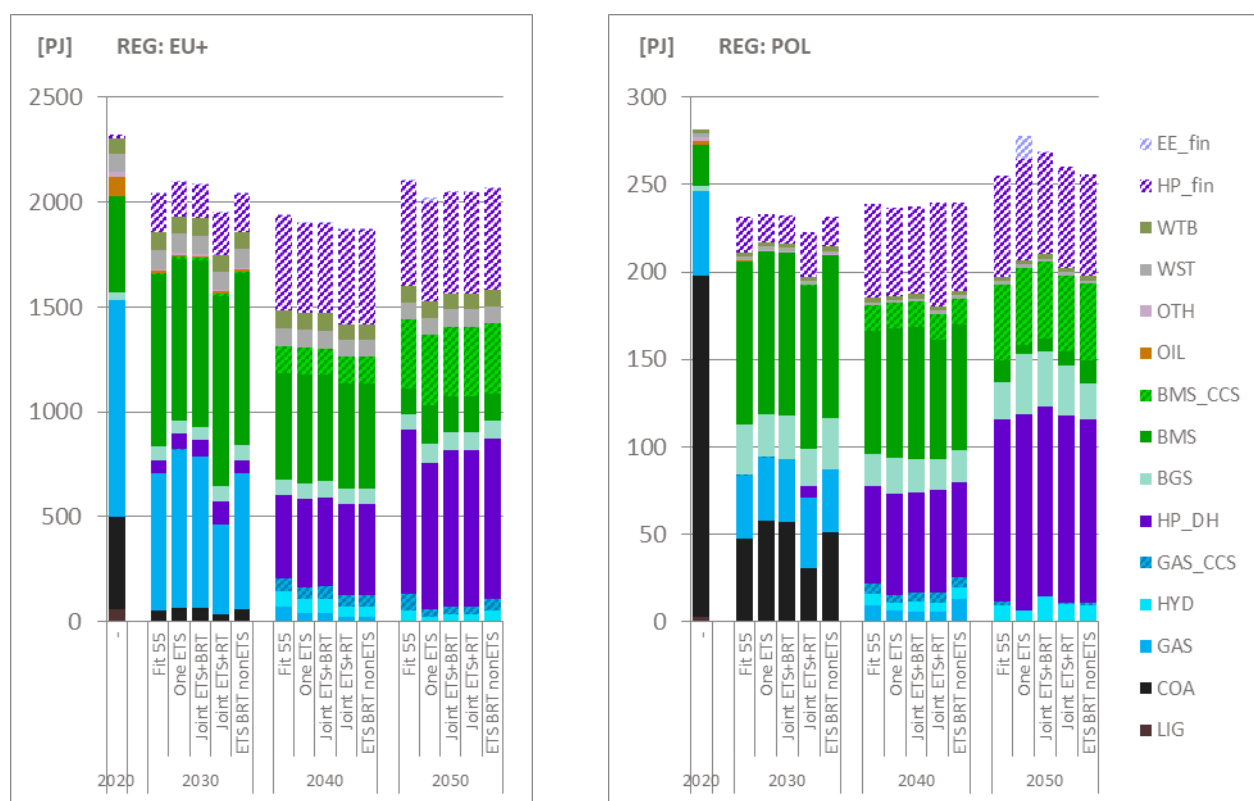 [PJ] REG: EU+
2500
2000
1500
1000
500
0
-
Fit 55
One ETS
Joint ETS+BRT
Joint ETS+RT
ETS BRT nonETS
Fit 55
One ETS
Joint ETS+BRT
Joint ETS+RT
ETS BRT nonETS
Fit 55
One ETS
Joint ETS+BRT
Joint ETS+RT
ETS BRT nonETS
2020 2030 2040 2050
[PJ] REG: POL
300
250
200
150
100
50
0
-
Fit 55
One ETS
Joint ETS+BRT
Joint ETS+RT
ETS BRT nonETS
Fit 55
One ETS
Joint ETS+BRT
Joint ETS+RT
ETS BRT nonETS
Fit 55
One ETS
Joint ETS+BRT
Joint ETS+RT
ETS BRT nonETS
2020 2030 2040 2050
EE_fin
HP_fin
WTB
WST
OTH
OIL
BMS_CCS
BMS
BGS
HP_DH
GAS_CCS
HYD
GAS
COA
LIG